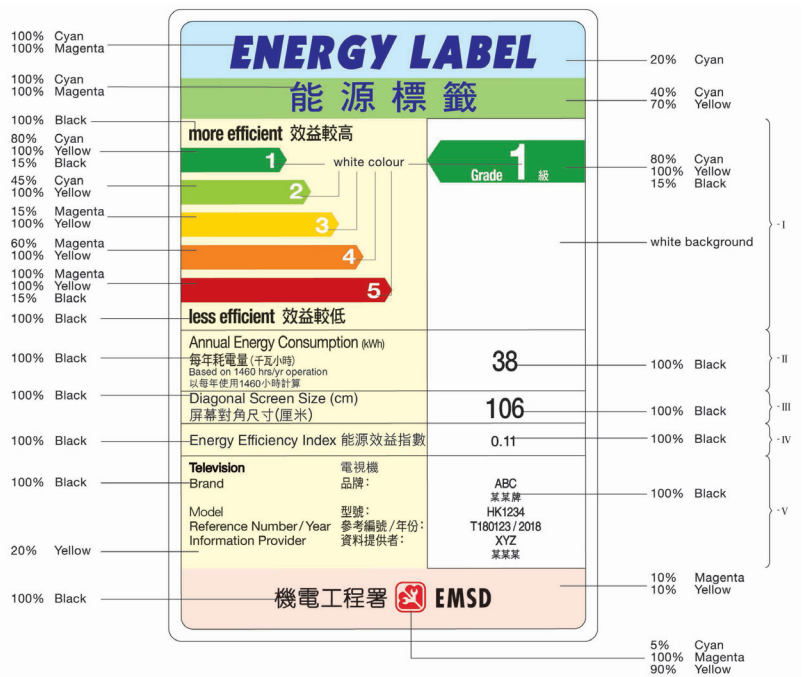 100% Cyan
100% Magenta
ENERGY LABEL
20% Cyan
100% Cyan
100% Magenta
能源標籤
40% Cyan
70% Yellow
100% Black
more efficient 效益較高
80% Cyan
100% Yellow
15% Black
1
white colour
Grade 1 級
80% Cyan
100% Yellow
15% Black
45% Cyan
100% Yellow
2
15% Magenta
100% Yellow
3
- I
white background
60% Magenta
100% Yellow
4
100% Magenta
100% Yellow
15% Black
5
100% Black
less efficient 效益較低
Annual Energy Consumption (kWh)
每年耗電量 (千瓦小時)
Based on 1460 hrs/yr operation
以每年使用1460小時計算
100% Black
38
100% Black
- II
100% Black
Diagonal Screen Size (cm)
屏幕對角尺寸(厘米)
106
100% Black
- III
100% Black
Energy Efficiency Index 能源效益指數
0.11
100% Black
- IV
Television 電視機
100% Black
Brand 品牌：
ABC
某某牌
100% Black
Model 型號：
HK1234
- V
Reference Number / Year 參考編號 / 年份：
T180123 / 2018
Information Provider 資料提供者：
XYZ
某某某
20% Yellow
10% Magenta
10% Yellow
100% Black
機電工程署 EMSD
5% Cyan
100% Magenta
90% Yellow